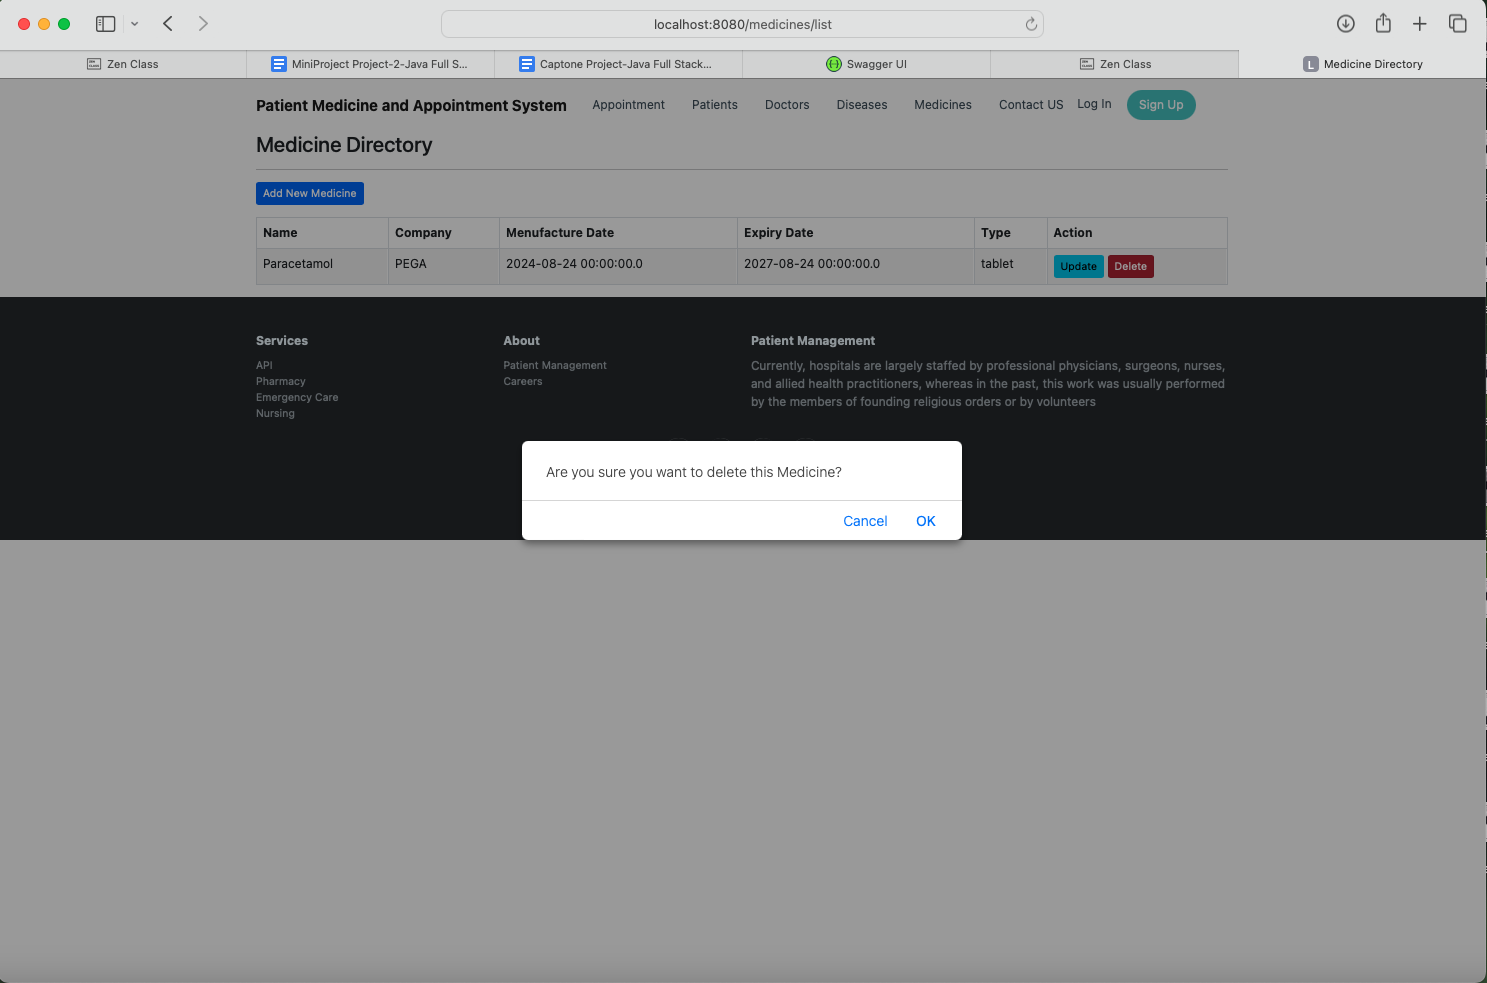 localhost:8080/medicines/list
Zen Class
MiniProject Project-2-Java Full S...
Captone Project-Java Full Stack...
Swagger UI
Zen Class
L Medicine Directory
Patient Medicine and Appointment System
Appointment
Patients
Doctors
Diseases
Medicines
Contact US
Log In
Sign Up
Medicine Directory
Add New Medicine
Name Company Menufacture Date Expiry Date Type Action
Paracetamol PEGA 2024-08-24 00:00:00.0 2027-08-24 00:00:00.0 tablet Update Delete
Services
API
Pharmacy
Emergency Care
Nursing
About
Patient Management
Careers
Patient Management
Currently, hospitals are largely staffed by professional physicians, surgeons, nurses,
and allied health practitioners, whereas in the past, this work was usually performed
by the members of founding religious orders or by volunteers
Are you sure you want to delete this Medicine?
Cancel OK